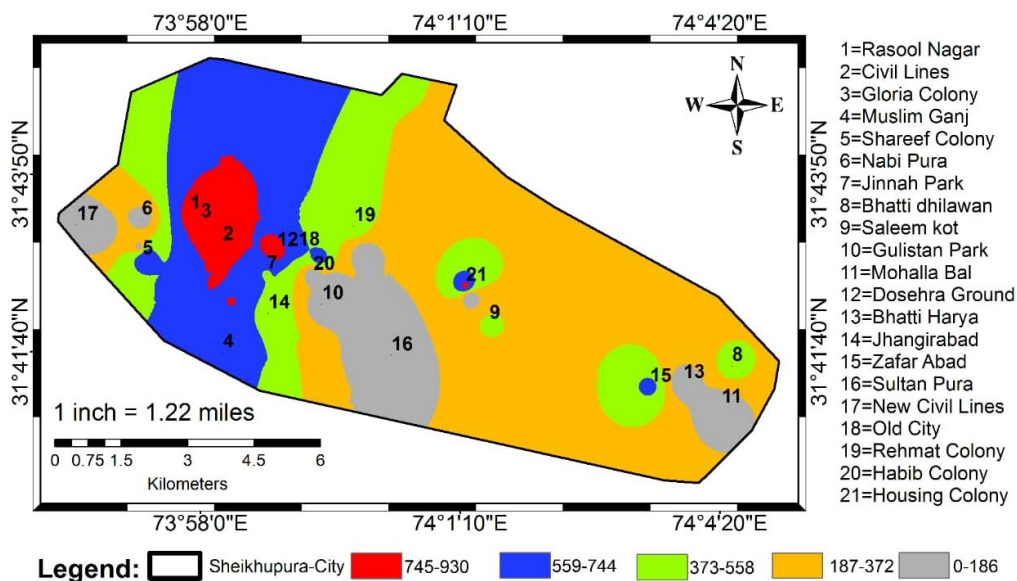 73°58'0"E 74°1'10"E 74°4'20"E
N
W E
S
31°43'50"N
31°41'40"N
31°43'50"N
31°41'40"N
17
6
5
1
3
2
7
1218
20
19
4
14
10
16
21
9
15
13
8
11
1 inch = 1.22 miles
0 0.75 1.5 3 4.5 6
Kilometers
73°58'0"E 74°1'10"E 74°4'20"E
1=Rasool Nagar
2=Civil Lines
3=Gloria Colony
4=Muslim Ganj
5=Shareef Colony
6=Nabi Pura
7=Jinnah Park
8=Bhatti dhilawan
9=Saleem kot
10=Gulistan Park
11=Mohalla Bal
12=Dosehra Ground
13=Bhatti Harya
14=Jhangirabad
15=Zafar Abad
16=Sultan Pura
17=New Civil Lines
18=Old City
19=Rehmat Colony
20=Habib Colony
21=Housing Colony
Legend: Sheikhupura-City 745-930 559-744 373-558 187-372 0-186